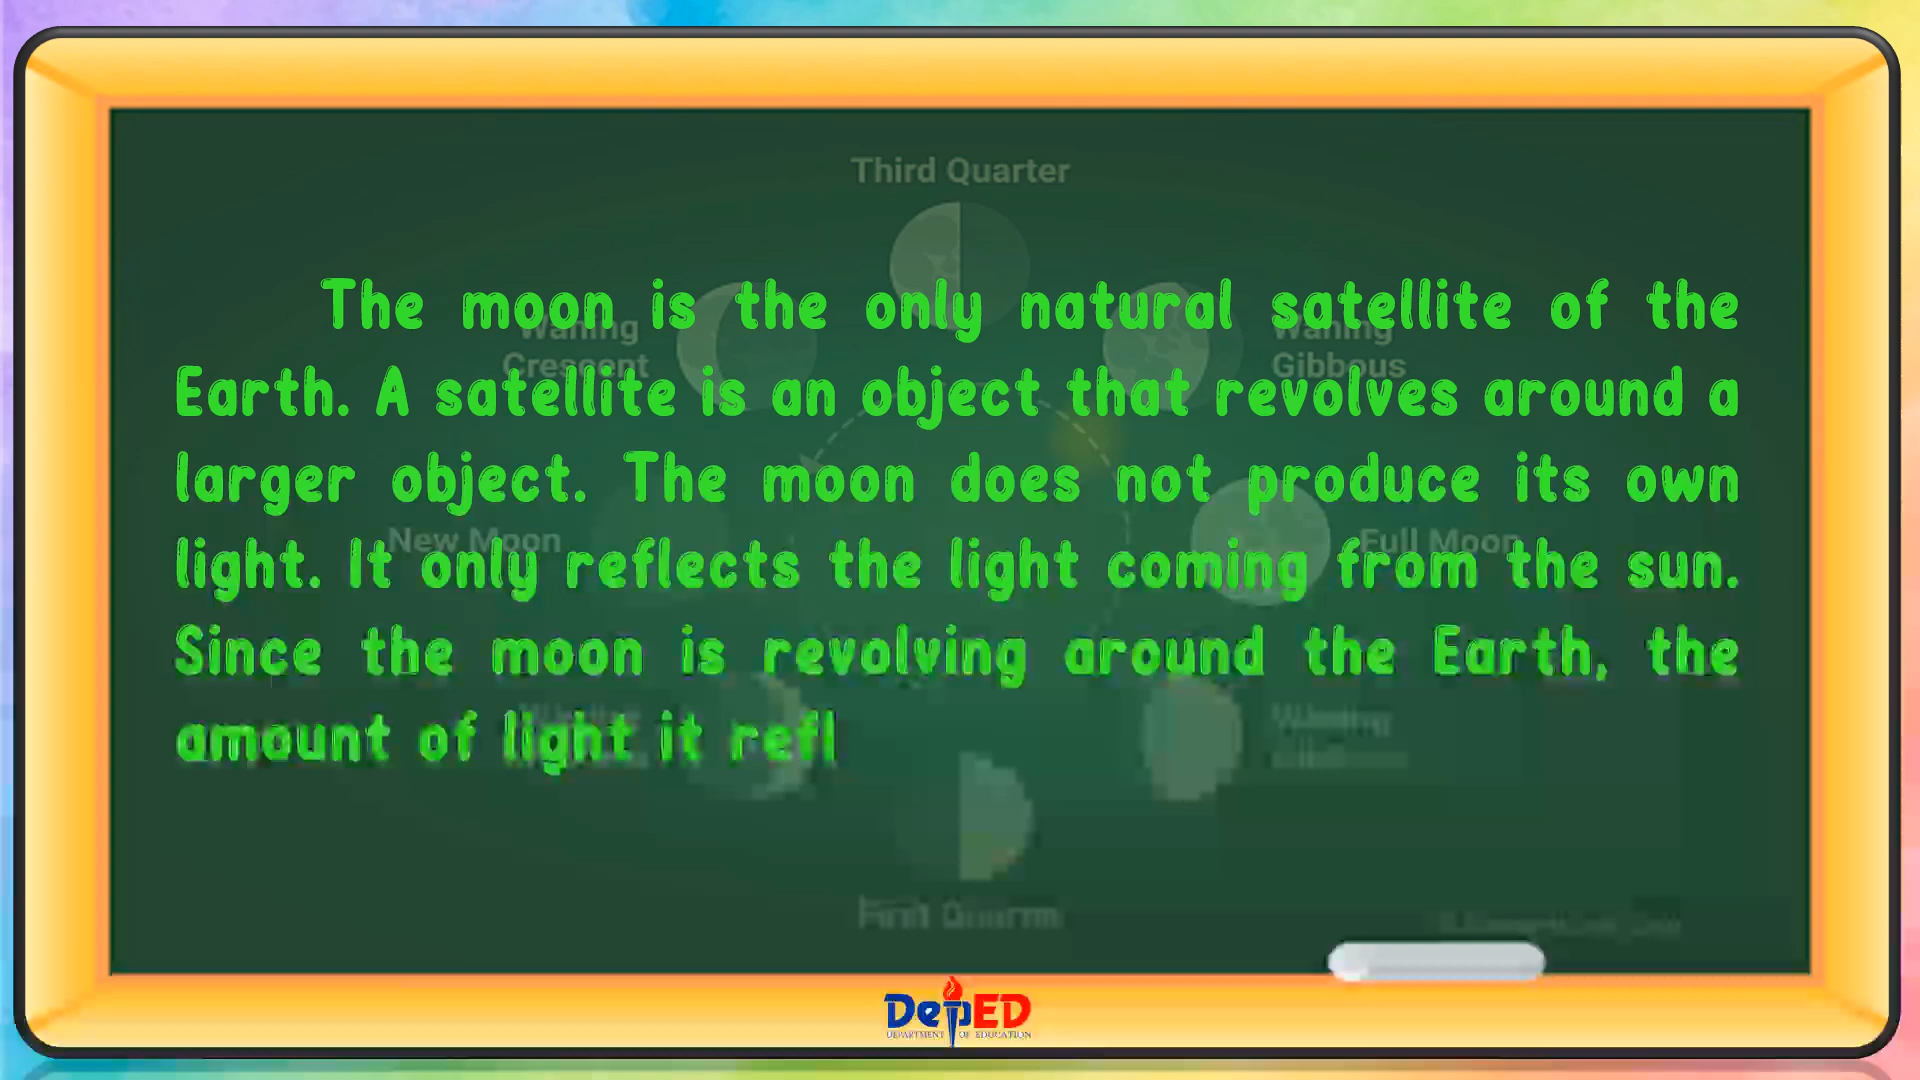 Third Quarter
The moon is the only natural satellite of the
Waning Crescent
Waning Gibbous
Earth. A satellite is an object that revolves around a
larger object. The moon does not produce its own
New Moon
Full Moon
light. It only reflects the light coming from the sun.
Since the moon is revolving around the Earth, the
amount of light it refl
DepED
DEPARTMENT OF EDUCATION